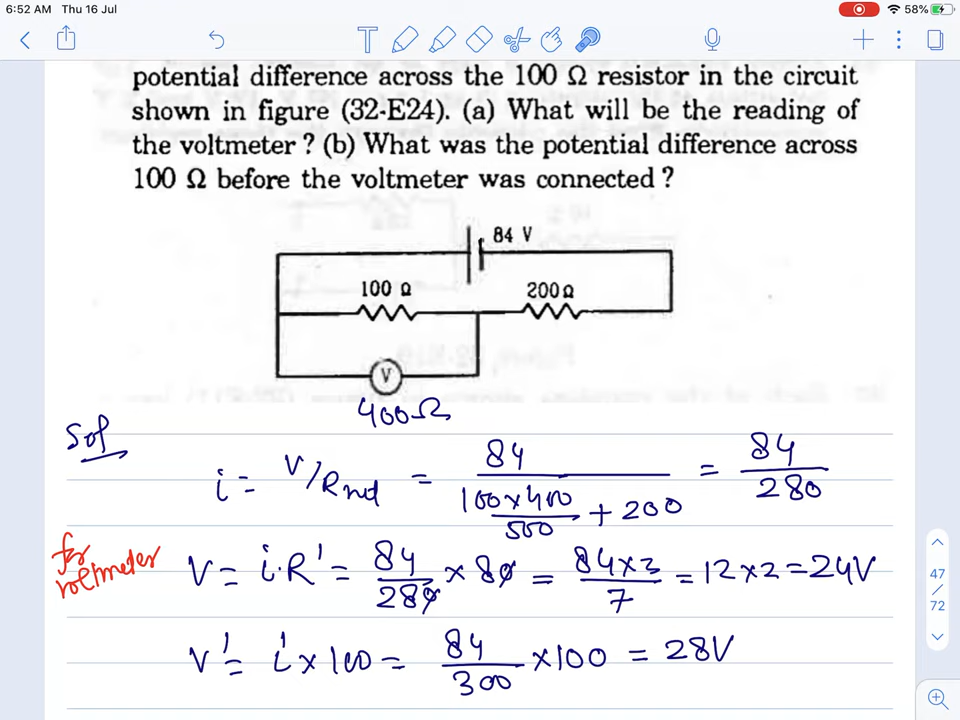 6:52 AM Thu 16 Jul
58%
potential difference across the 100 Ω resistor in the circuit
shown in figure (32-E24). (a) What will be the reading of
the voltmeter ? (b) What was the potential difference across
100 Ω before the voltmeter was connected ?
84 V
100 Ω
200 Ω
V
400Ω
Sol
i = V/Rnet = 84 / (100×400/500 + 200) = 84/280
for voltmeter V = i·R' = 84/280 × 80 = 84×2/7 = 12×2 = 24V
V' = i' × 100 = 84/300 × 100 = 28V
47
/
72